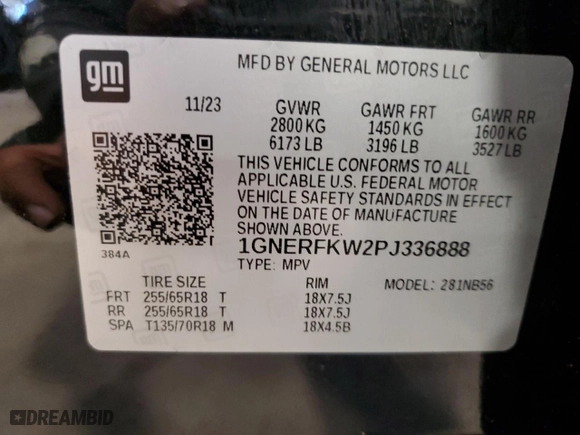 gm
MFD BY GENERAL MOTORS LLC
11/23 GVWR GAWR FRT GAWR RR
2800 KG 1450 KG 1600 KG
6173 LB 3196 LB 3527 LB
THIS VEHICLE CONFORMS TO ALL
APPLICABLE U.S. FEDERAL MOTOR
VEHICLE SAFETY STANDARDS IN EFFECT
ON THE DATE OF MANUFACTURE
SHOWN ABOVE.
384A 1GNERFKW2PJ336888
TYPE: MPV
TIRE SIZE RIM MODEL: 281NB56
FRT 255/65R18 T 18X7.5J
RR 255/65R18 T 18X7.5J
SPA T135/70R18 M 18X4.5B
DREAMBID